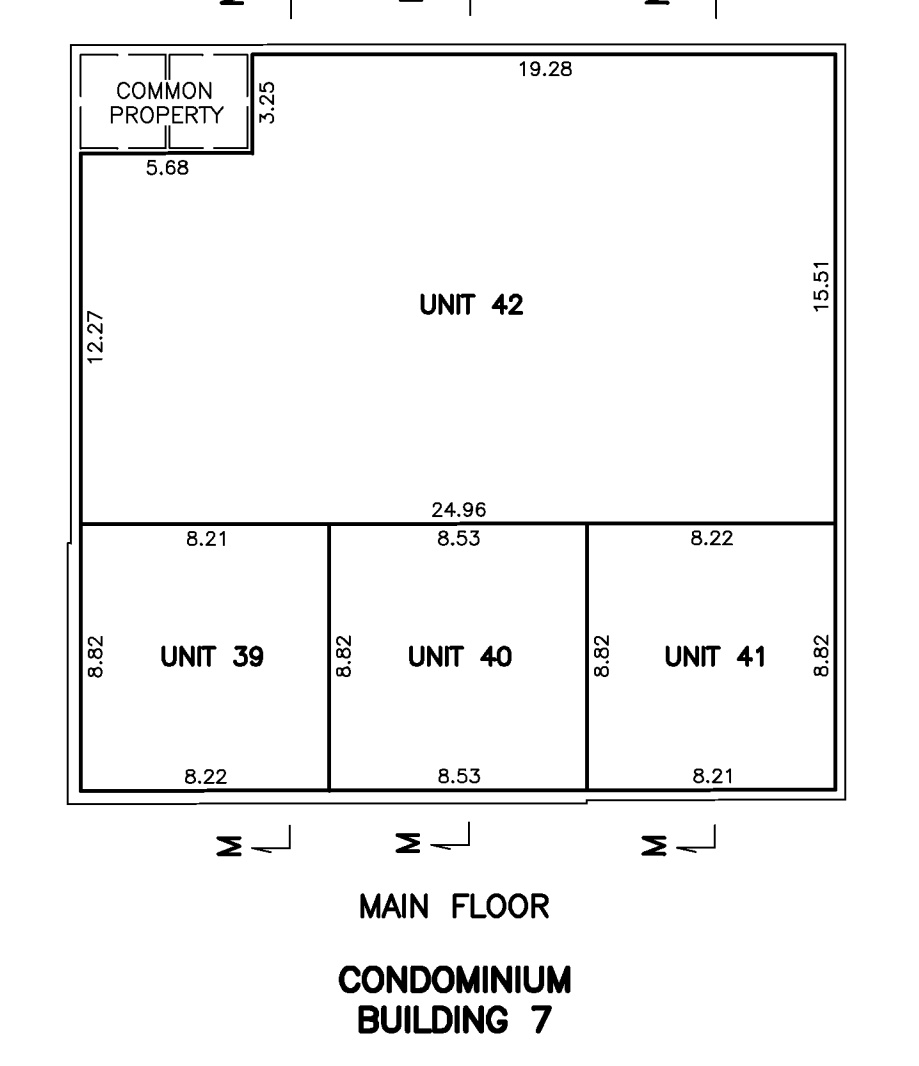 19.28
COMMON
PROPERTY
3.25
5.68
UNIT 42
15.51
12.27
24.96
8.21
8.53
8.22
8.82
UNIT 39
8.82
UNIT 40
8.82
UNIT 41
8.82
8.22
8.53
8.21
M
M
M
MAIN FLOOR
CONDOMINIUM
BUILDING 7